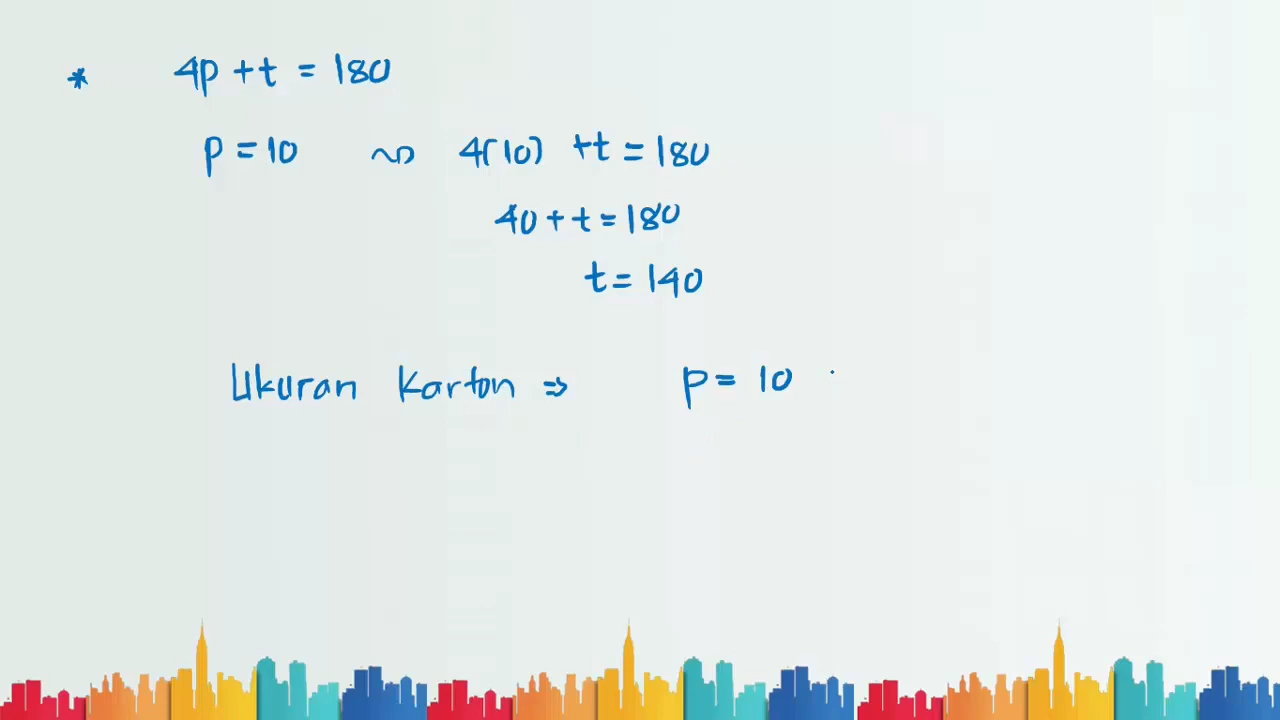 * 4p + t = 180
p = 10 ~> 4(10) + t = 180
40 + t = 180
t = 140
Ukuran Karton ⇒ p = 10